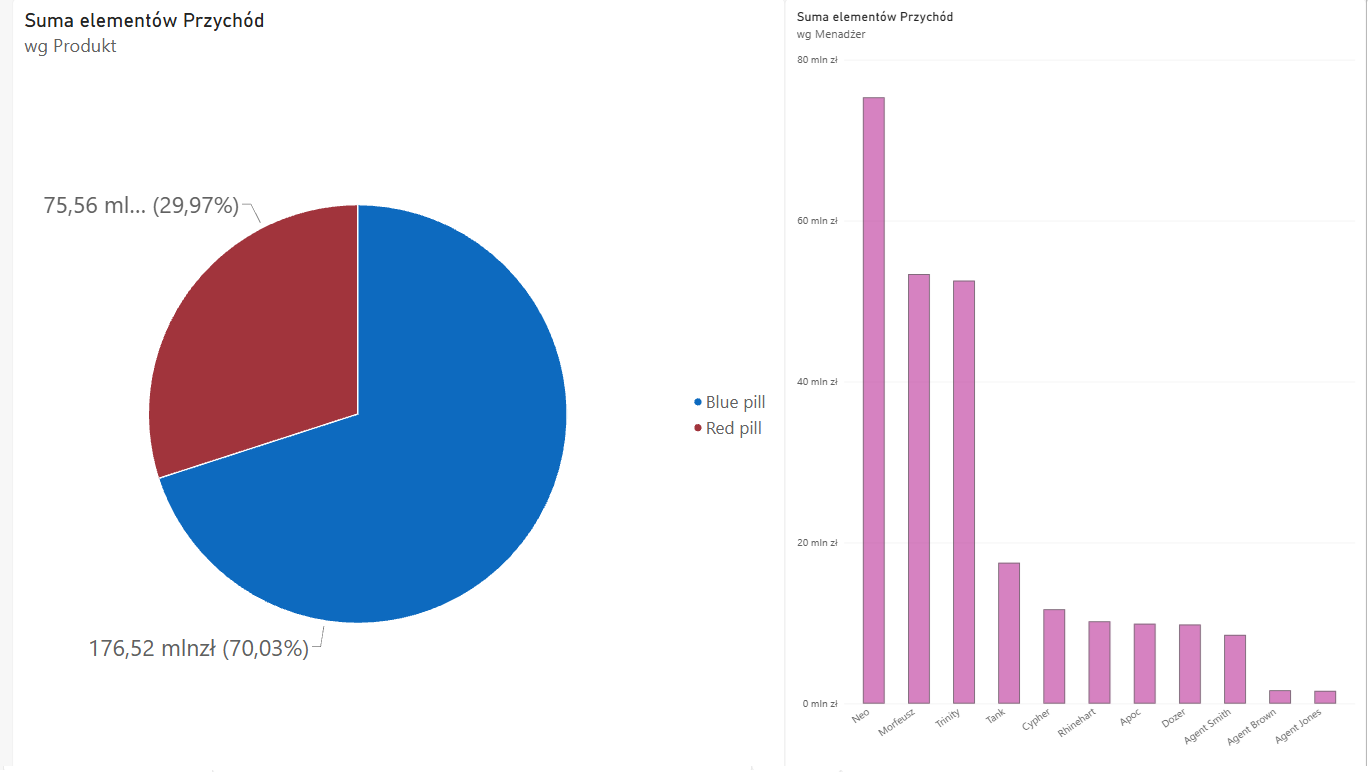 Suma elementów Przychód
wg Produkt
75,56 ml... (29,97%)
176,52 mlnzł (70,03%)
Blue pill
Red pill
Suma elementów Przychód
wg Menadżer
80 mln zł
60 mln zł
40 mln zł
20 mln zł
0 mln zł
Neo
Morfeusz
Trinity
Tank
Cypher
Rhinehart
Apoc
Dozer
Agent Smith
Agent Brown
Agent Jones